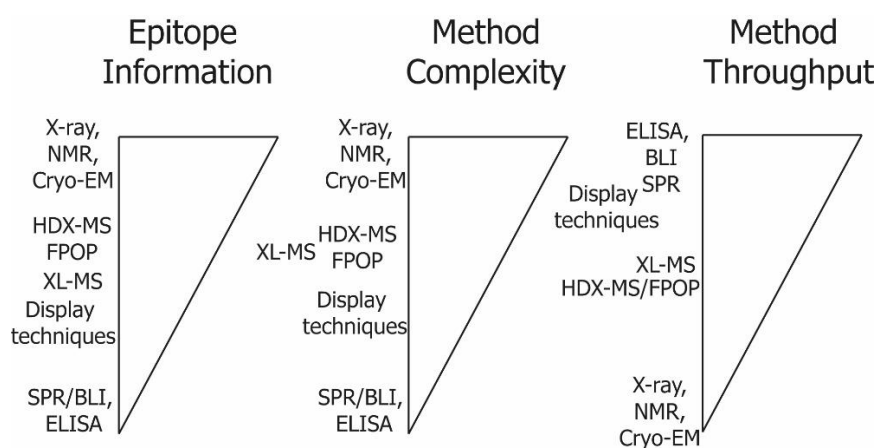 Epitope
Information
X-ray,
NMR,
Cryo-EM
HDX-MS
FPOP
XL-MS
Display
techniques
SPR/BLI,
ELISA
Method
Complexity
X-ray,
NMR,
Cryo-EM
XL-MS HDX-MS
FPOP
Display
techniques
SPR/BLI,
ELISA
Method
Throughput
ELISA,
BLI
SPR
Display
techniques
XL-MS
HDX-MS/FPOP
X-ray,
NMR,
Cryo-EM